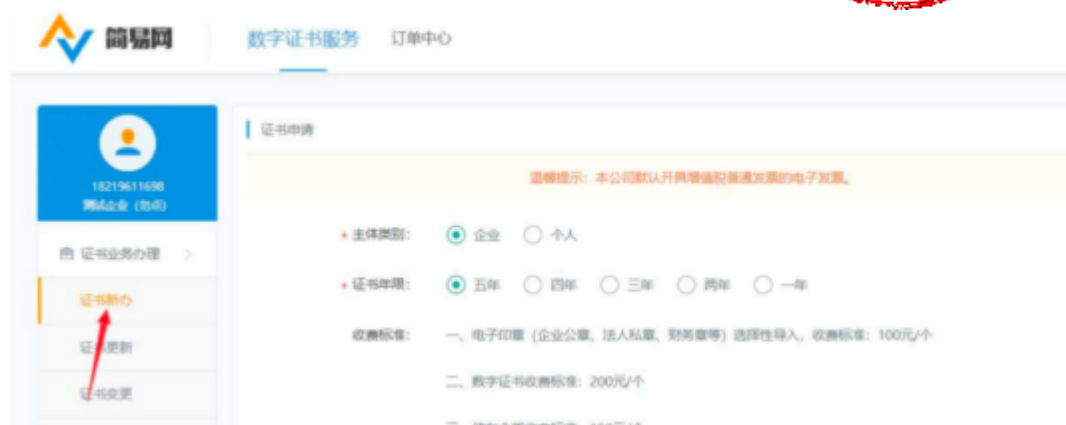 简易网
数字证书服务 订单中心
证书申请
18219611698
测试企业（勿点）
温馨提示：本公司默认开具增值税普通发票的电子发票。
* 主体类别： 企业 个人
证书业务办理 >
* 证书年限： 五年 四年 三年 两年 一年
证书新办
收费标准： 一、电子印章（企业公章、法人私章、财务章等）选择性导入，收费标准：100元/个
证书更新
二、数字证书收费标准：200元/个
证书变更